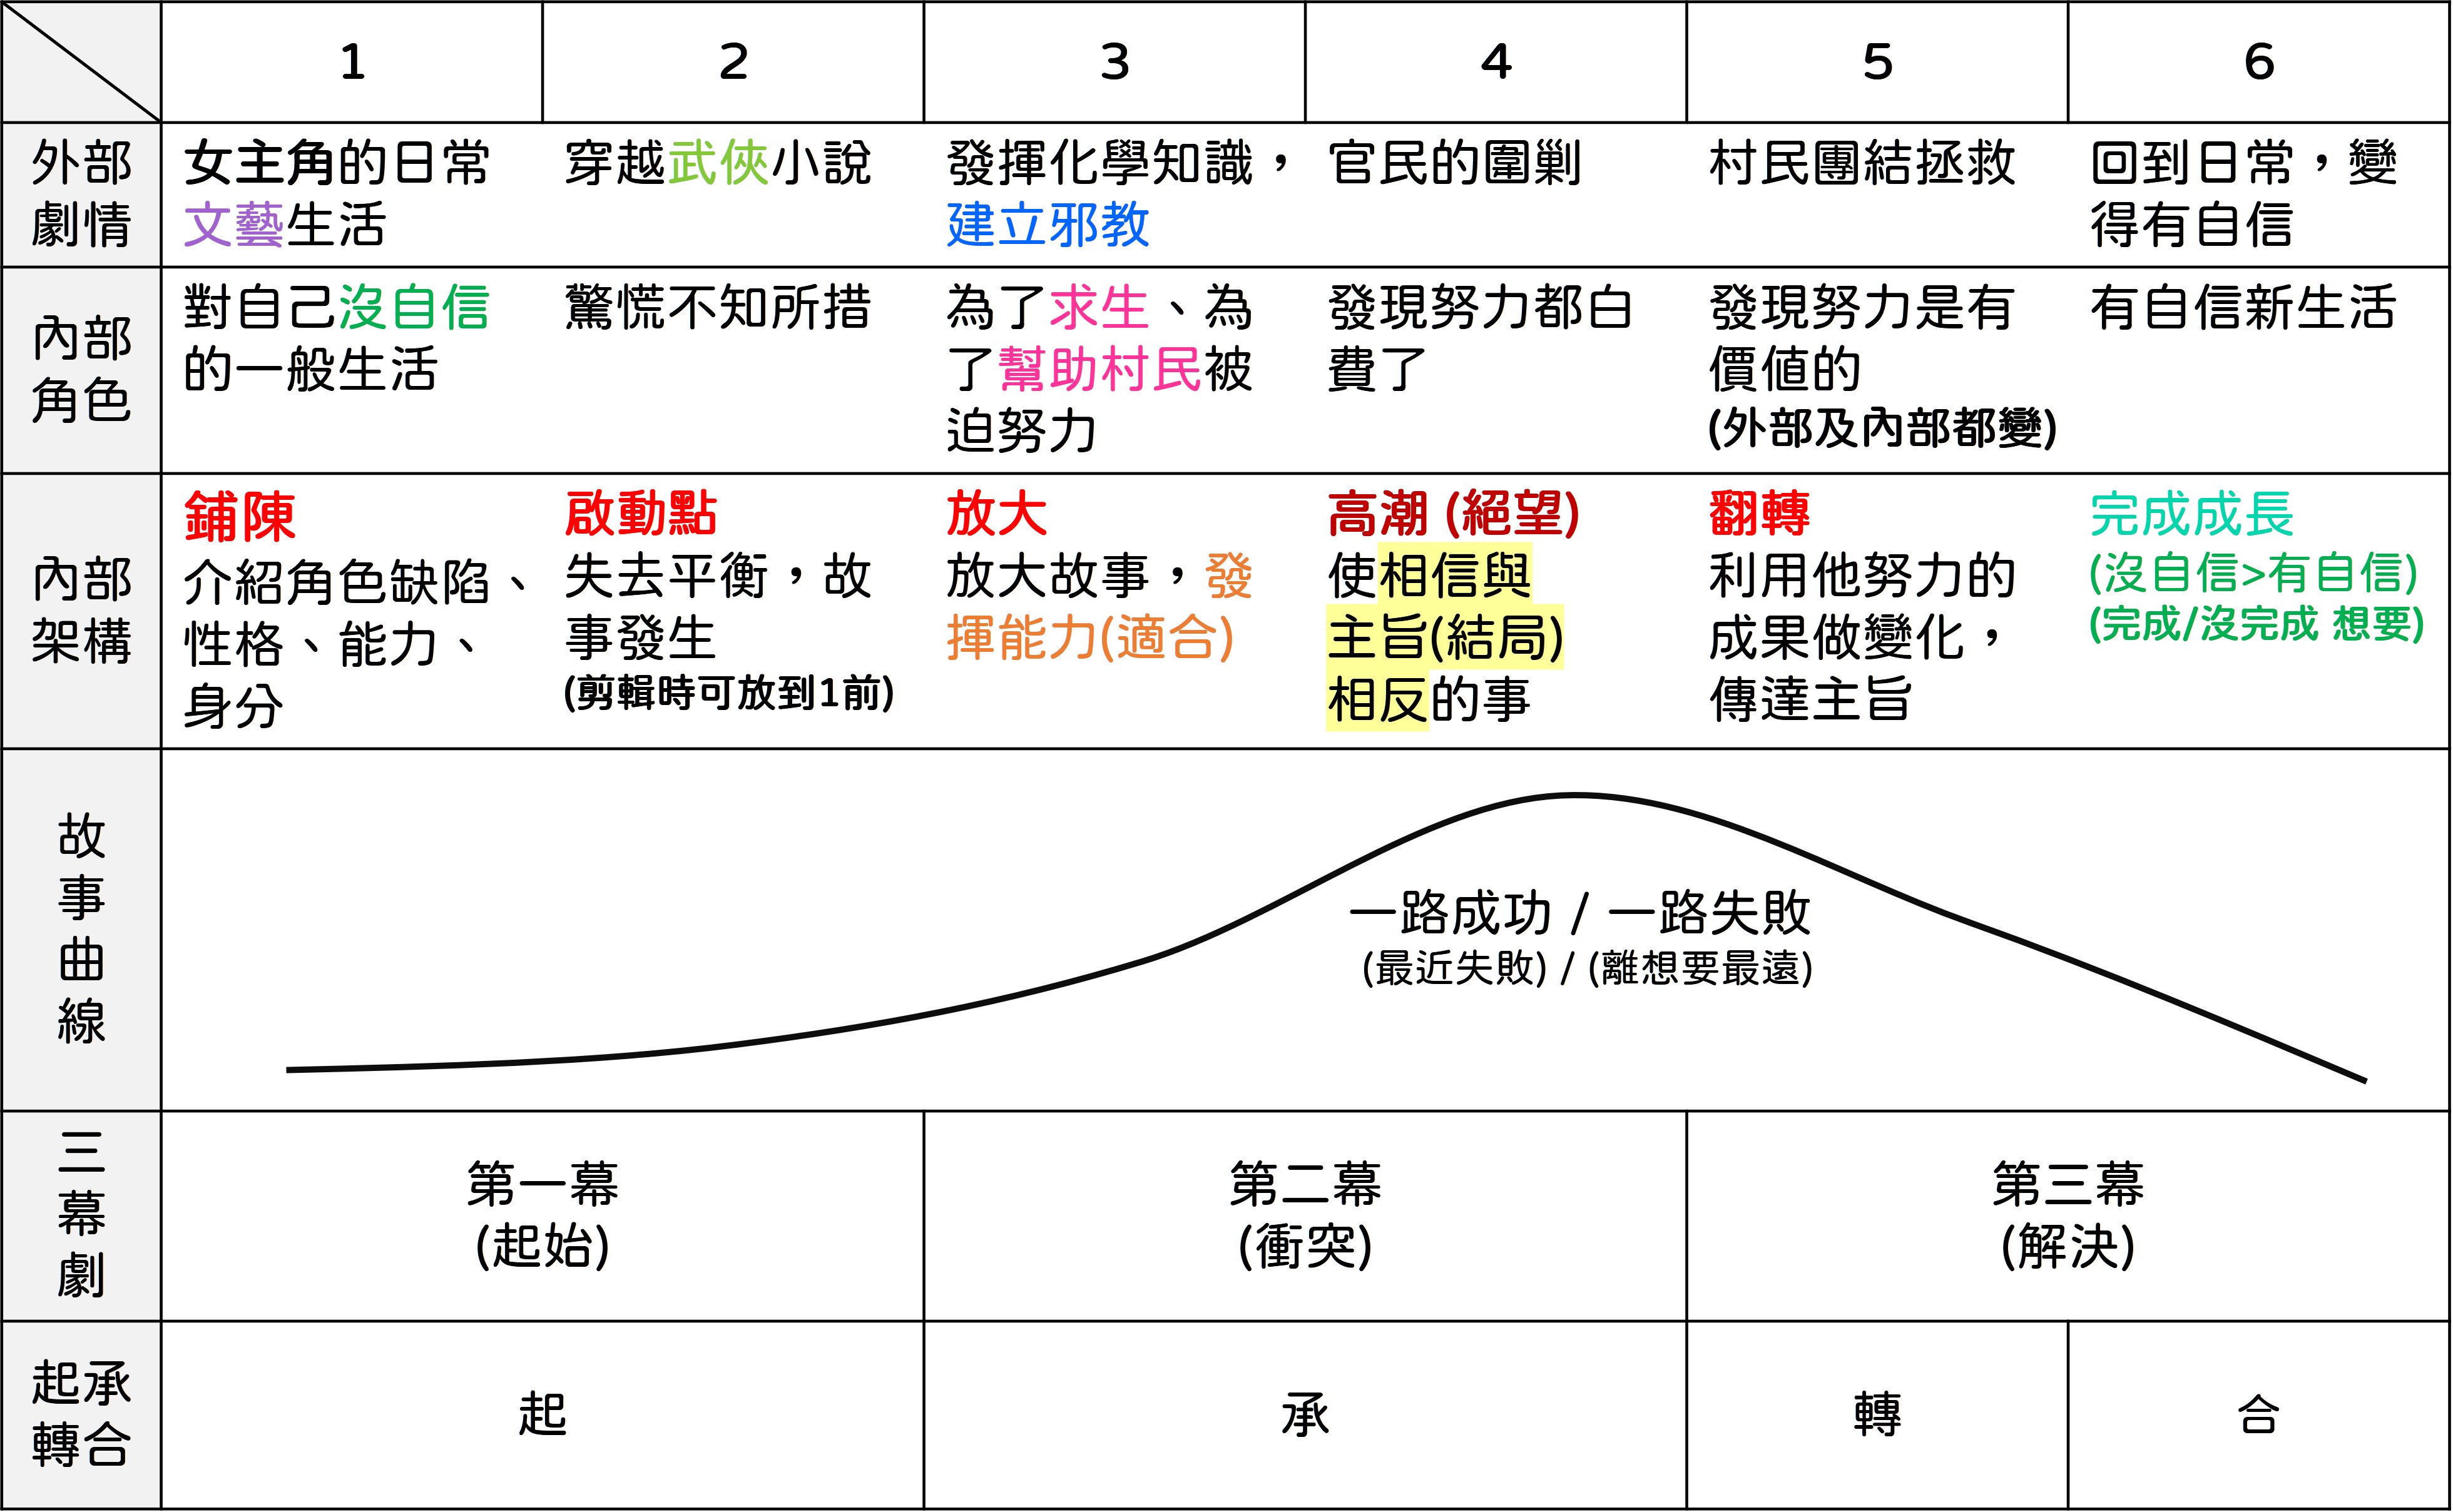 1
2
3
4
5
6
外部
劇情
女主角的日常
文藝生活
穿越武俠小說
發揮化學知識，
建立邪教
官民的圍剿
村民團結拯救
回到日常，變
得有自信
內部
角色
對自己沒自信
的一般生活
驚慌不知所措
為了求生、為
了幫助村民被
迫努力
發現努力都白
費了
發現努力是有
價值的
(外部及內部都變)
有自信新生活
內部
架構
鋪陳
介紹角色缺陷、
性格、能力、
身分
啟動點
失去平衡，故
事發生
(剪輯時可放到1前)
放大
放大故事，發
揮能力(適合)
高潮 (絕望)
使相信與
主旨(結局)
相反的事
翻轉
利用他努力的
成果做變化，
傳達主旨
完成成長
(沒自信>有自信)
(完成/沒完成 想要)
故
事
曲
線
一路成功 / 一路失敗
(最近失敗) / (離想要最遠)
三
幕
劇
第一幕
(起始)
第二幕
(衝突)
第三幕
(解決)
起承
轉合
起
承
轉
合